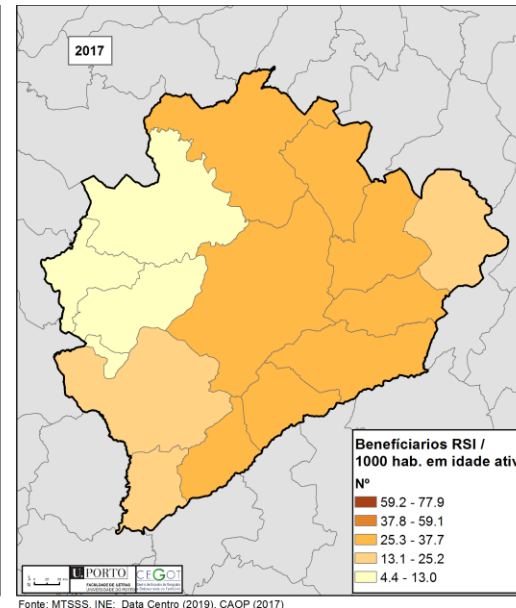 2017
Benefíciarios RSI /
1000 hab. em idade ativ
Nº
59.2 - 77.9
37.8 - 59.1
25.3 - 37.7
13.1 - 25.2
4.4 - 13.0
U.PORTO
FACULDADE DE LETRAS
UNIVERSIDADE DO PORTO
CEGOT
Fonte: MTSSS, INE; Data Centro (2019), CAOP (2017)